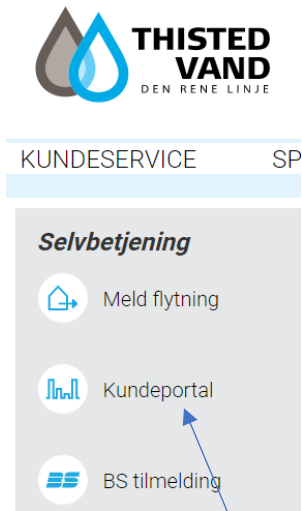 THISTED
VAND
DEN RENE LINJE
KUNDESERVICE SP
Selvbetjening
Meld flytning
Kundeportal
BS BS tilmelding